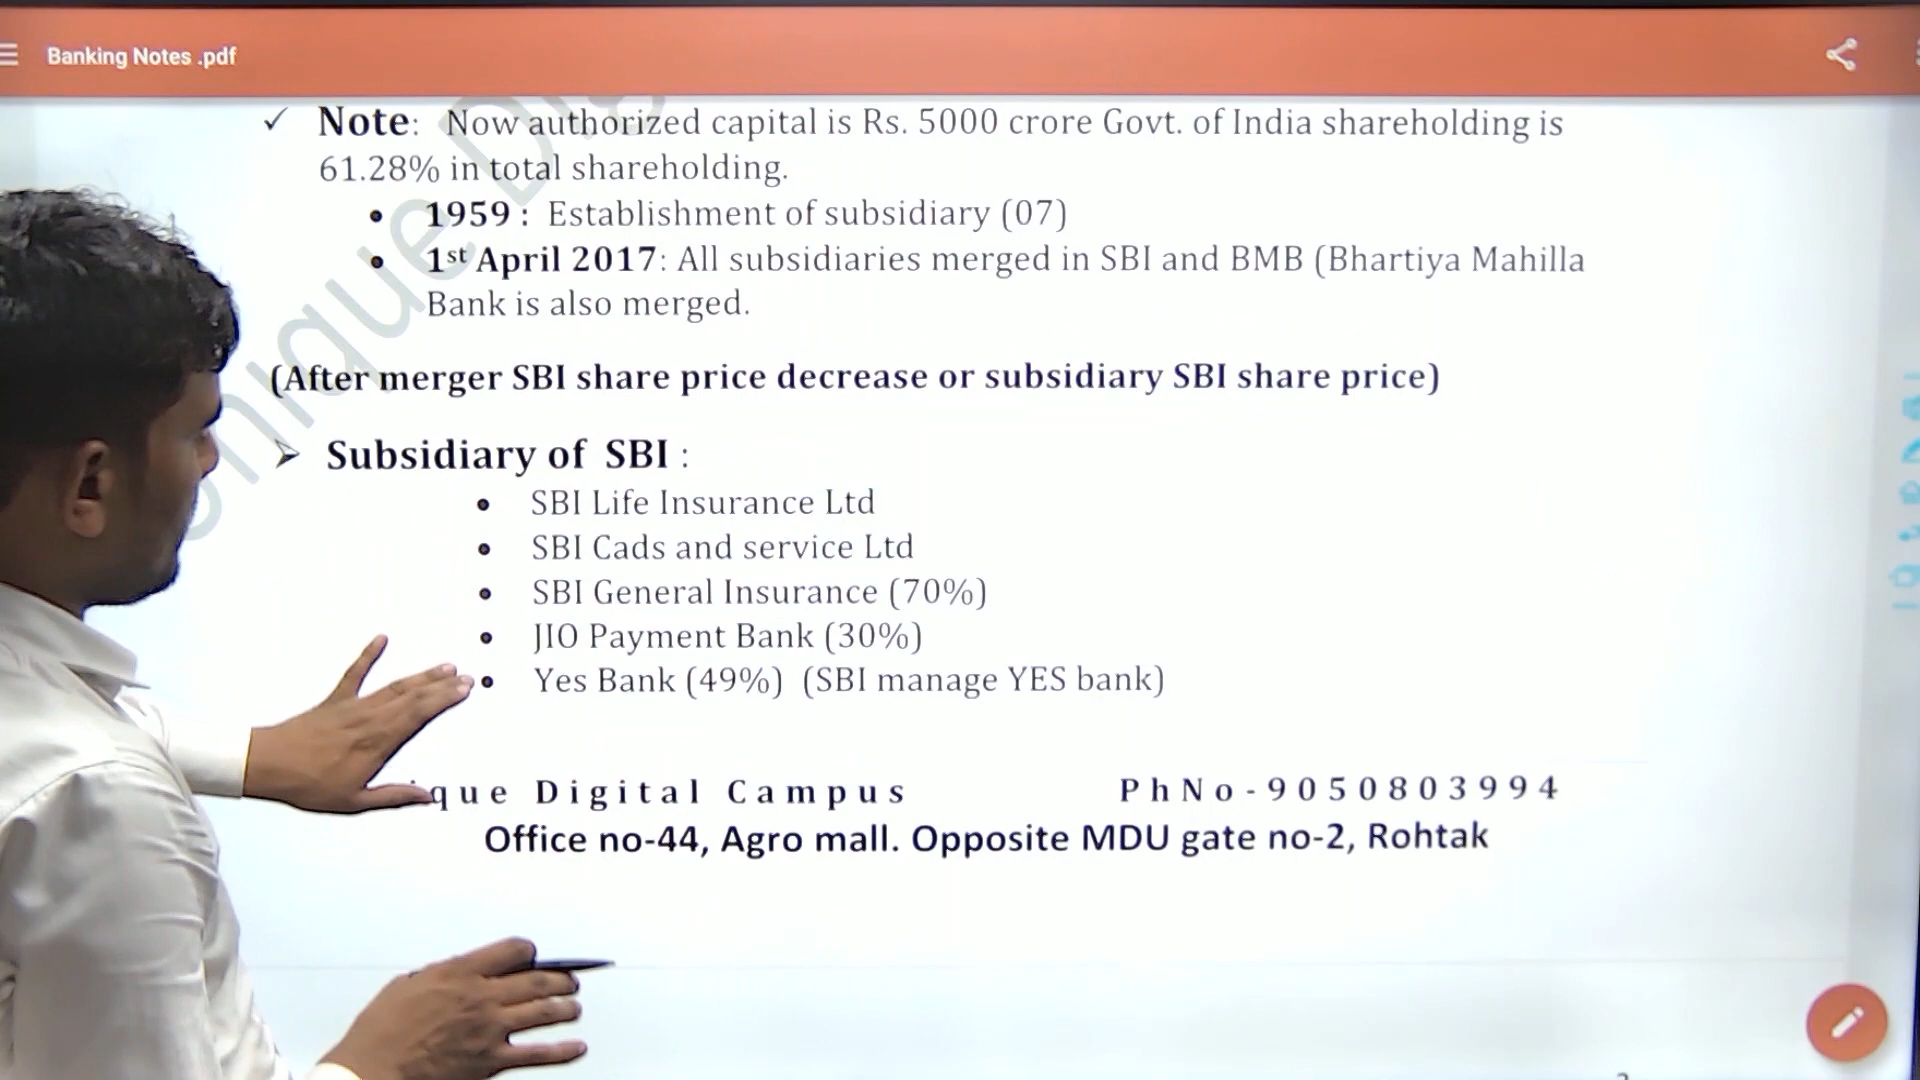 Banking Notes .pdf
✓ Note: Now authorized capital is Rs. 5000 crore Govt. of India shareholding is
61.28% in total shareholding.
• 1959 : Establishment of subsidiary (07)
• 1st April 2017: All subsidiaries merged in SBI and BMB (Bhartiya Mahilla
Bank is also merged.
(After merger SBI share price decrease or subsidiary SBI share price)
➢ Subsidiary of SBI :
• SBI Life Insurance Ltd
• SBI Cads and service Ltd
• SBI General Insurance (70%)
• JIO Payment Bank (30%)
• Yes Bank (49%) (SBI manage YES bank)
que Digital Campus PhNo-9050803994
Office no-44, Agro mall. Opposite MDU gate no-2, Rohtak